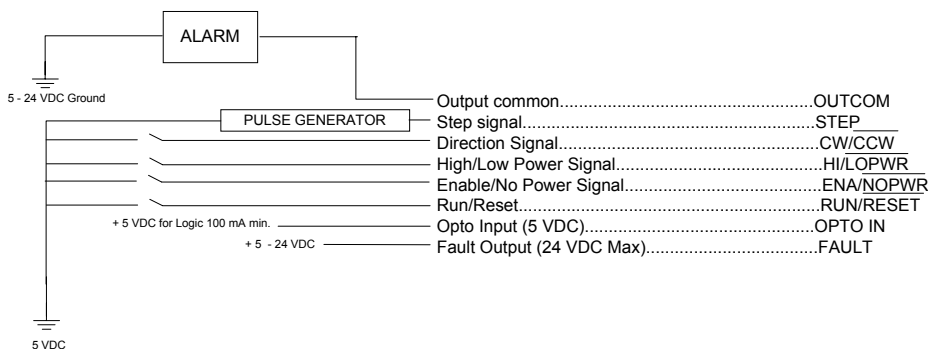 ALARM
5 - 24 VDC Ground
Output common..........................................................OUTCOM
PULSE GENERATOR
Step signal....................................................................STEP
Direction Signal..............................................................CW/CCW
High/Low Power Signal................................................HI/LOPWR
Enable/No Power Signal...............................................ENA/NOPWR
Run/Reset.....................................................................RUN/RESET
+ 5 VDC for Logic 100 mA min.
Opto Input (5 VDC)........................................................OPTO IN
+ 5 - 24 VDC
Fault Output (24 VDC Max).....................................FAULT
5 VDC